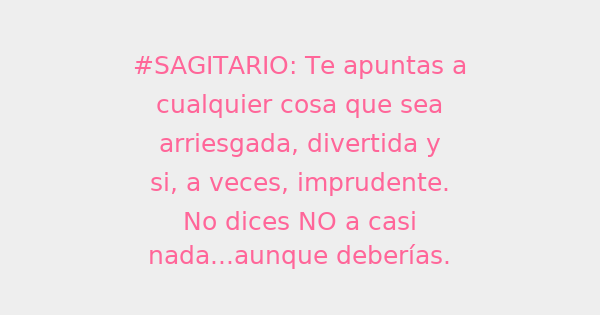 #SAGITARIO: Te apuntas a
cualquier cosa que sea
arriesgada, divertida y
si, a veces, imprudente.
No dices NO a casi
nada...aunque deberías.